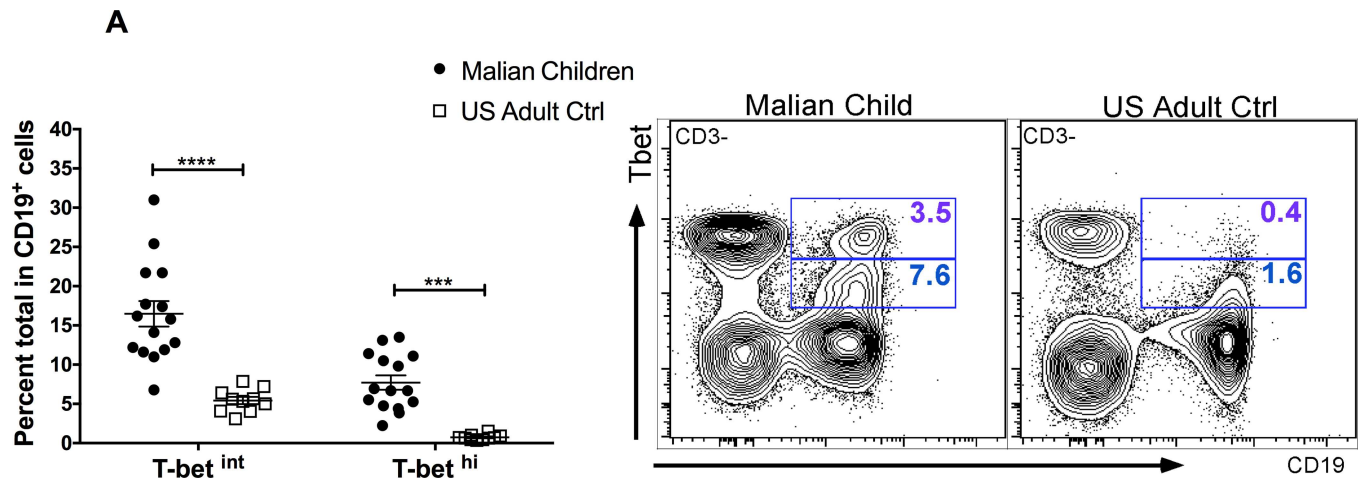 A
Malian Children
US Adult Ctrl
Percent total in CD19+ cells
40
35
30
25
20
15
10
5
0
****
***
T-bet int
T-bet hi
Malian Child
US Adult Ctrl
Tbet
CD3-
3.5
7.6
CD3-
0.4
1.6
CD19